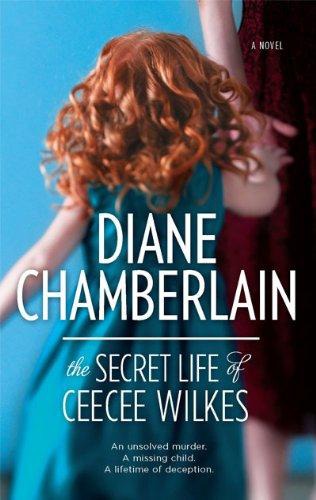 A NOVEL
DIANE
CHAMBERLAIN
the SECRET LIFE of
CEECEE WILKES
An unsolved murder.
A missing child.
A lifetime of deception.